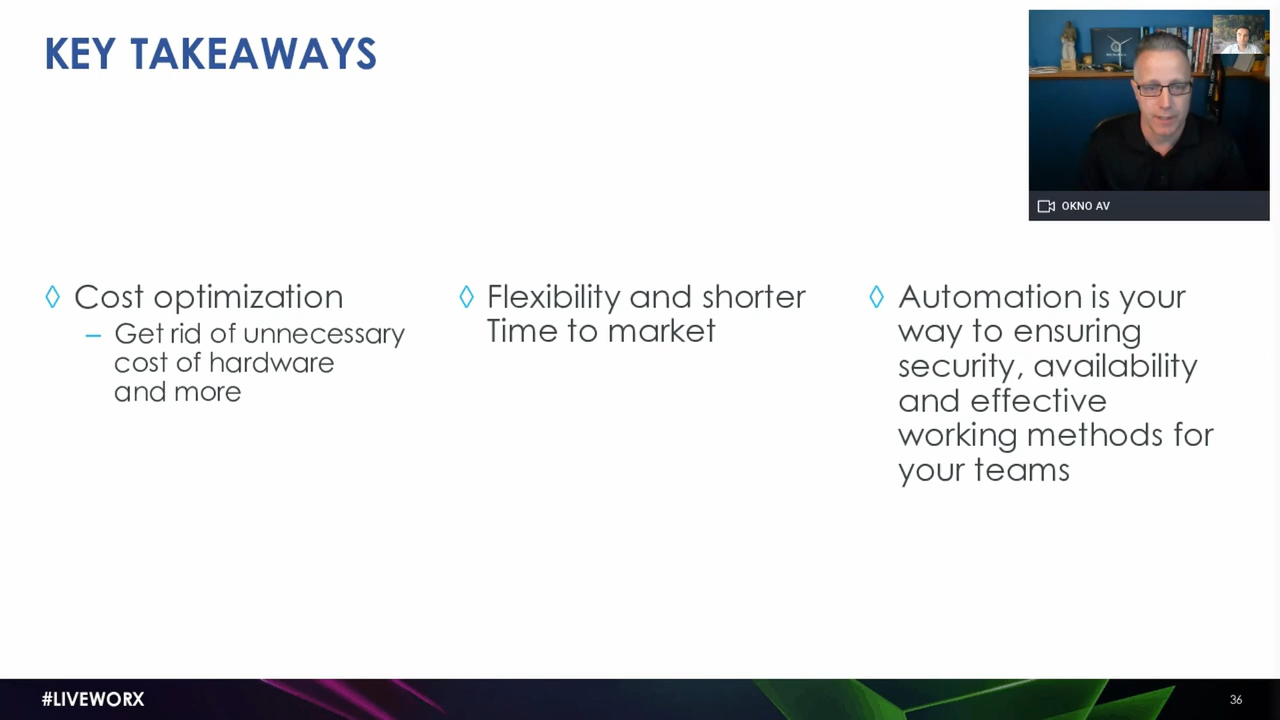 KEY TAKEAWAYS
OKNO AV
◊ Cost optimization
– Get rid of unnecessary
cost of hardware
and more
◊ Flexibility and shorter
Time to market
◊ Automation is your
way to ensuring
security, availability
and effective
working methods for
your teams
#LIVEWORX
36